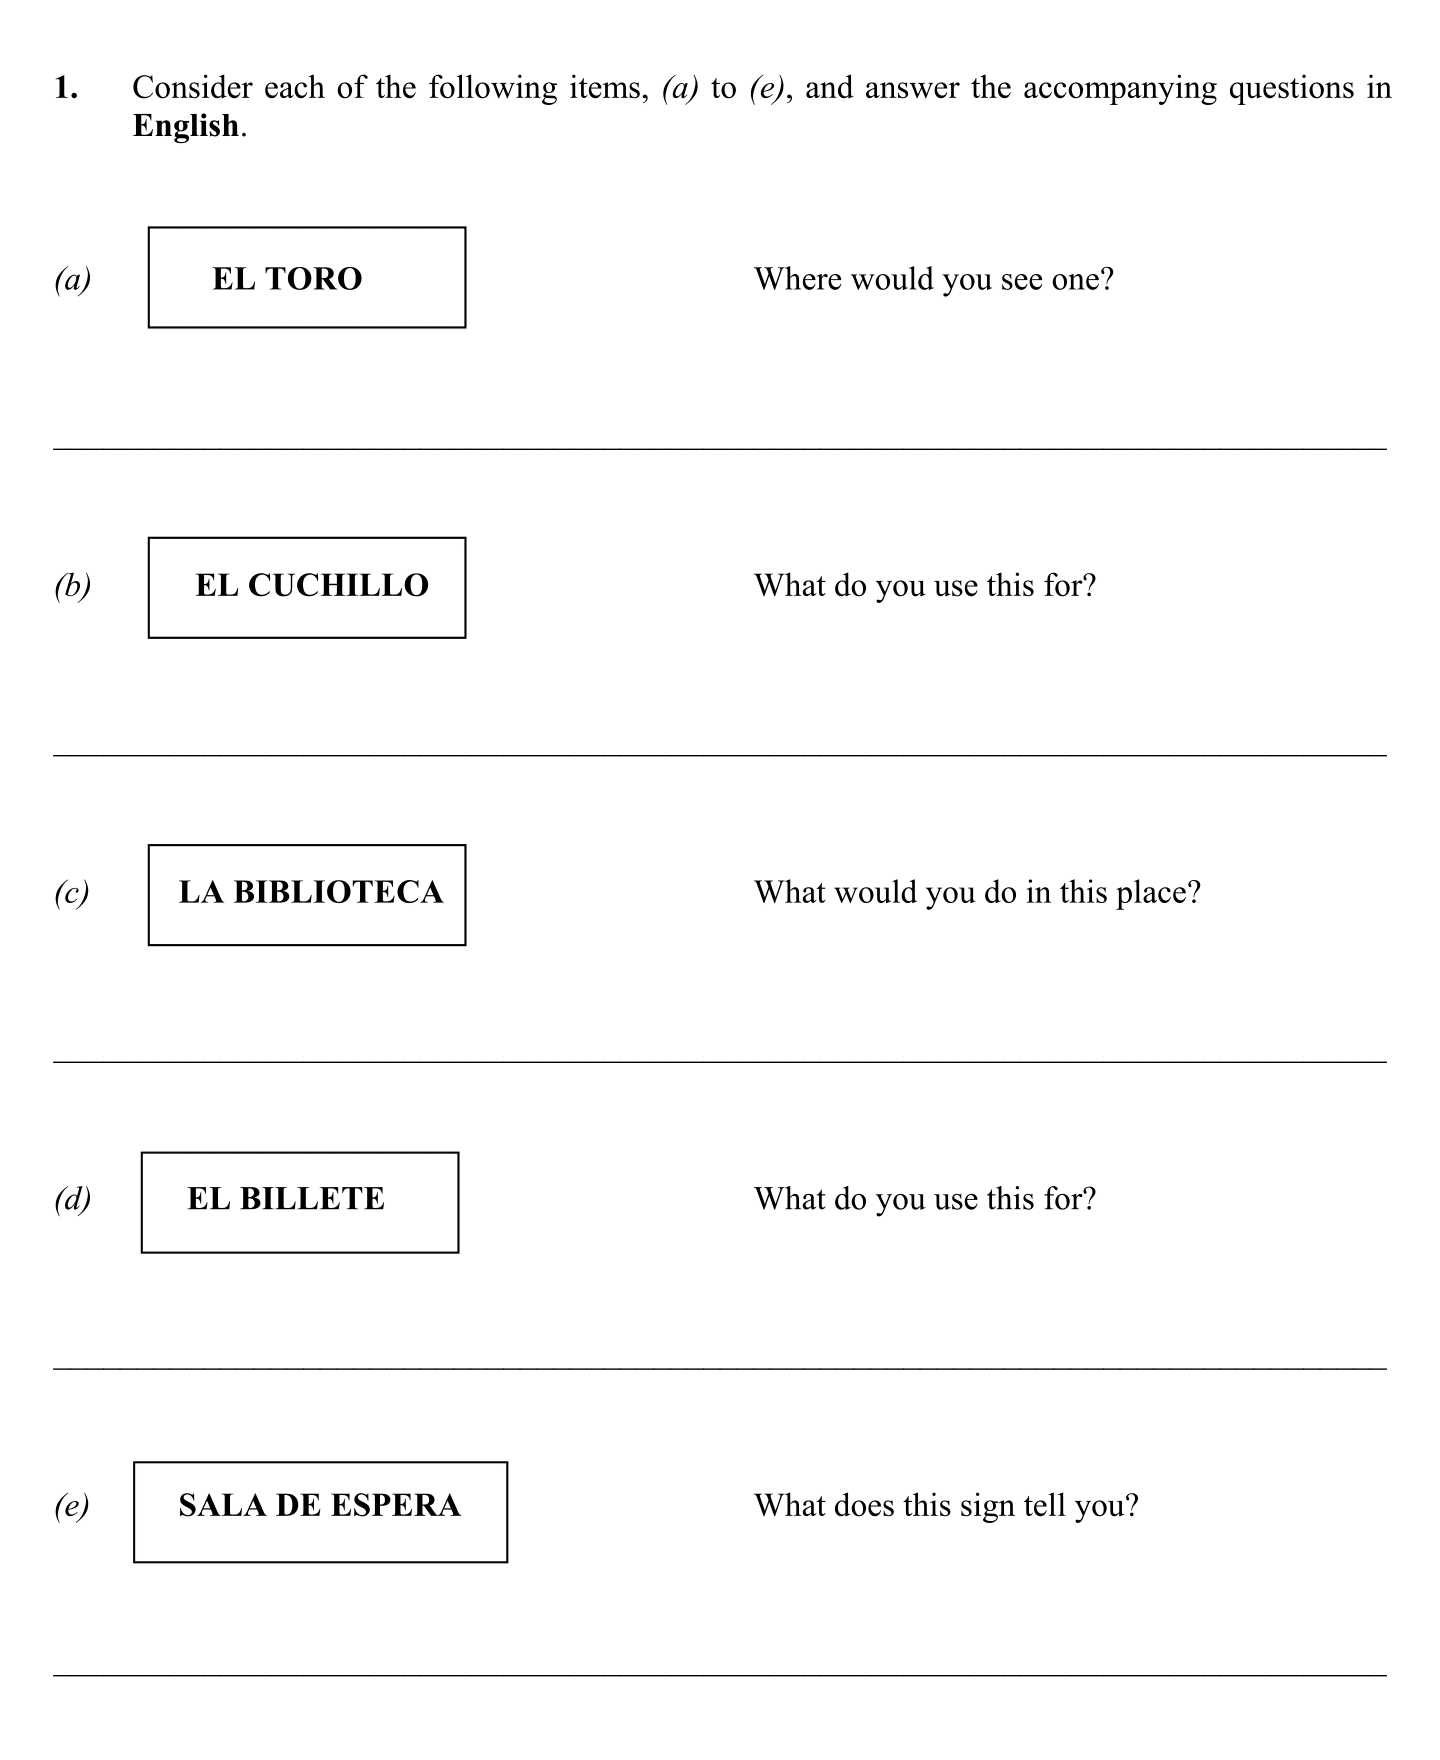 1. Consider each of the following items, (a) to (e), and answer the accompanying questions in
English.
(a) EL TORO Where would you see one?
(b) EL CUCHILLO What do you use this for?
(c) LA BIBLIOTECA What would you do in this place?
(d) EL BILLETE What do you use this for?
(e) SALA DE ESPERA What does this sign tell you?